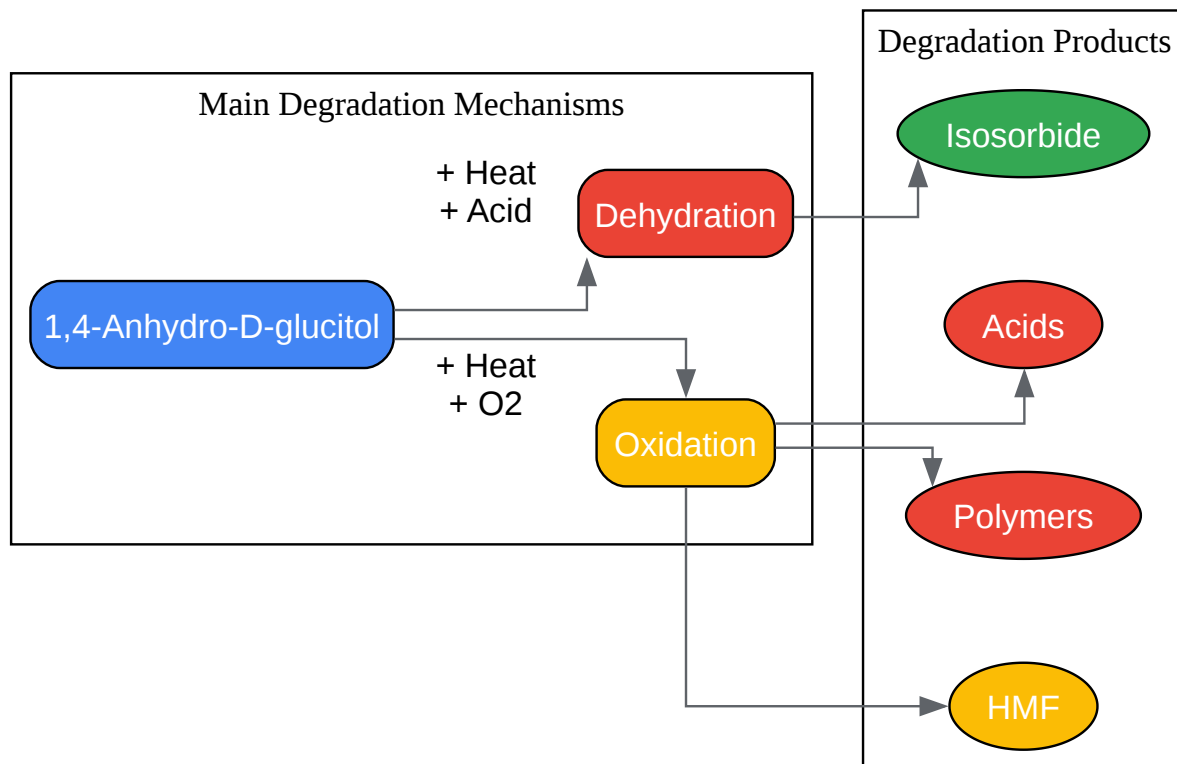 Degradation Products
Main Degradation Mechanisms
Isosorbide
+ Heat
+ Acid
Dehydration
1,4-Anhydro-D-glucitol
Acids
+ Heat
+ O2
Oxidation
Polymers
HMF